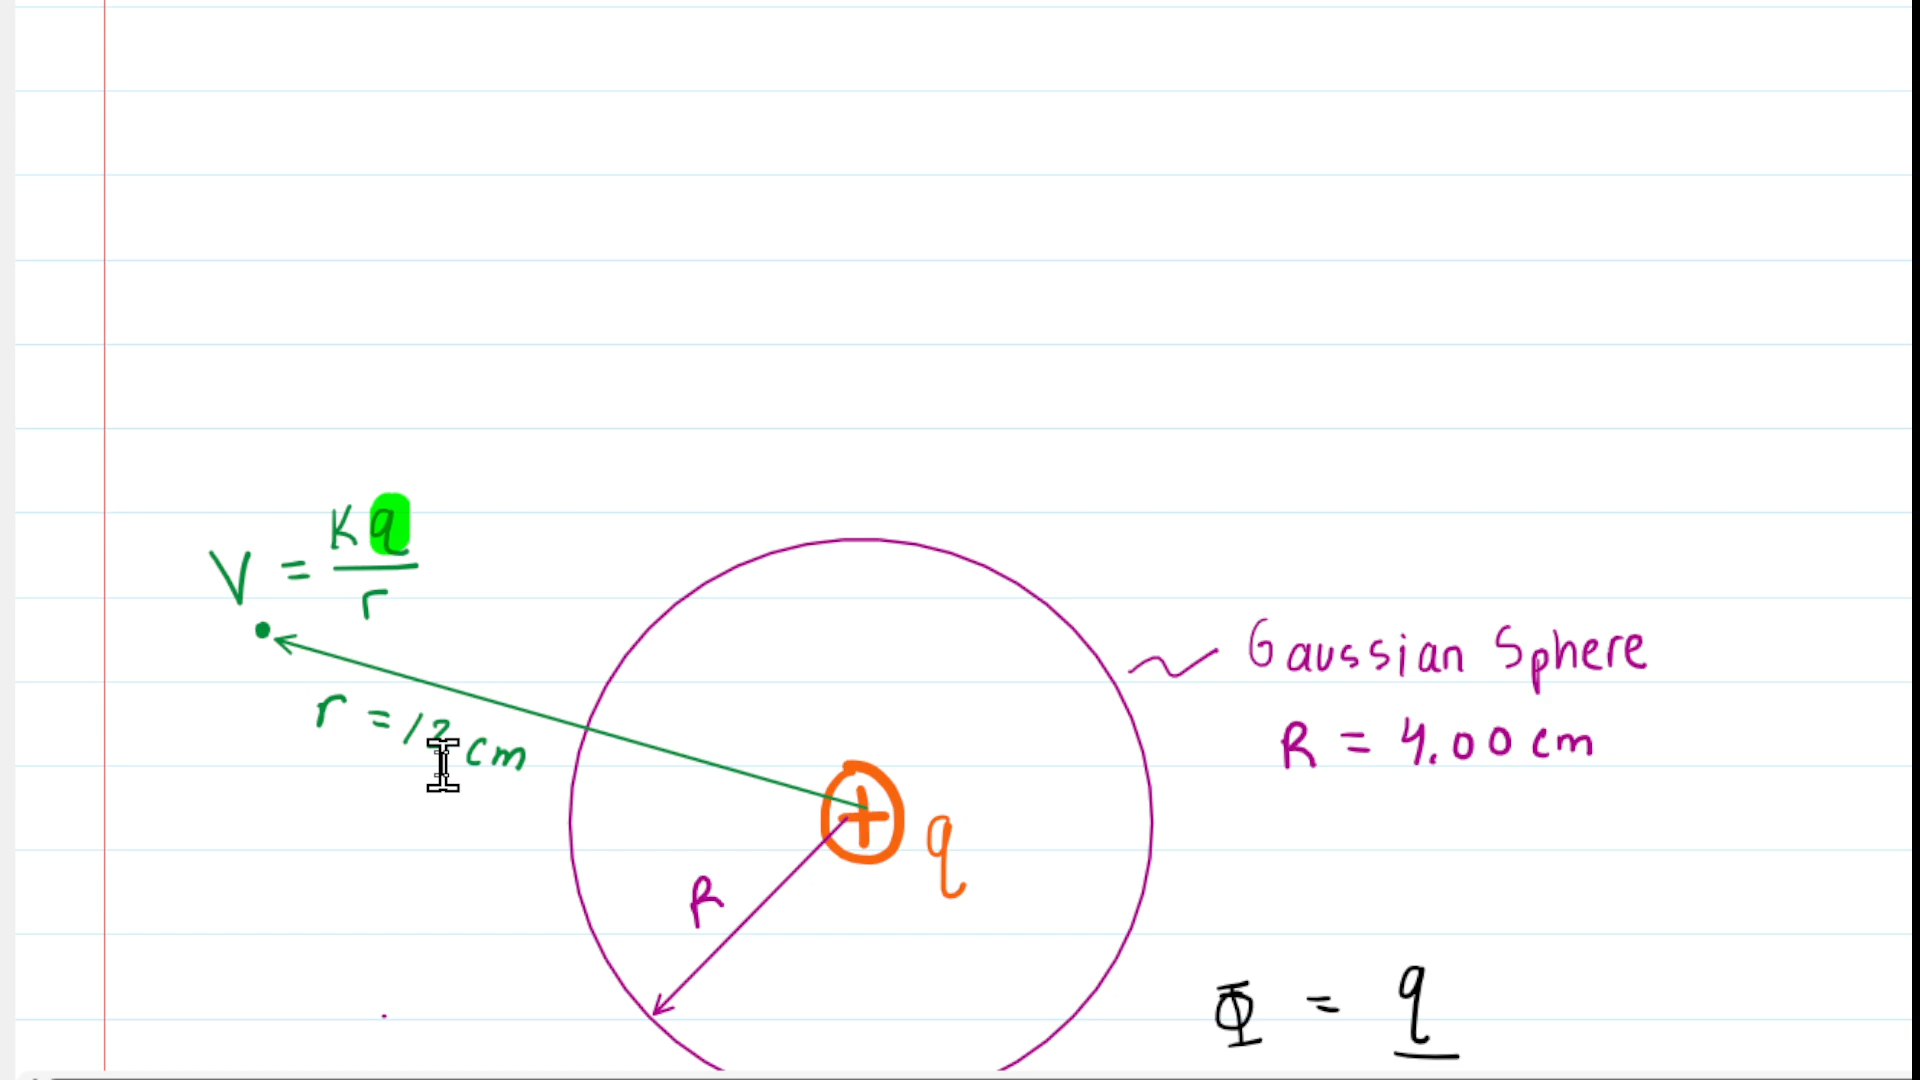 V = Kq / r
r = 12 cm
Gaussian Sphere
R = 4.00 cm
+ q
R
Φ = q